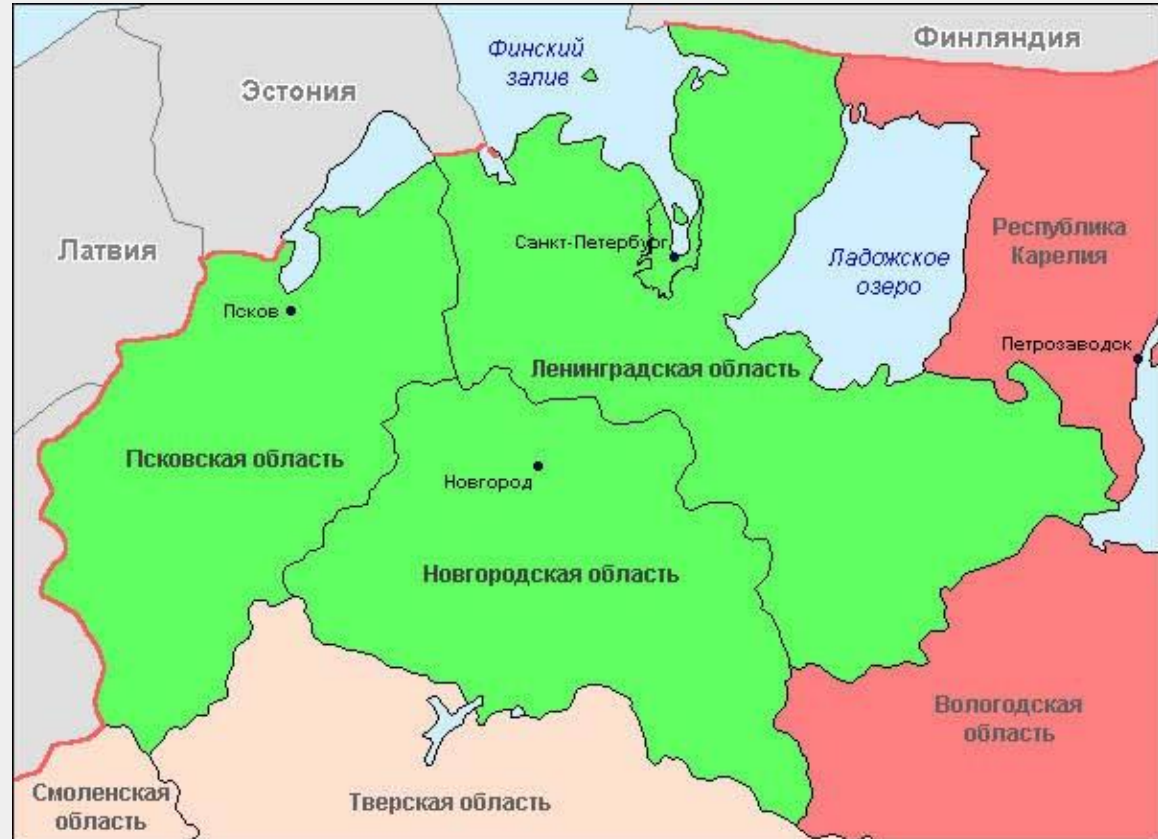 Финляндия
Финский
залив
Эстония
Латвия
Санкт-Петербург
Республика
Карелия
Ладожское
озеро
Псков
Петрозаводск
Ленинградская область
Псковская область
Новгород
Новгородская область
Вологодская
область
Смоленская
область
Тверская область